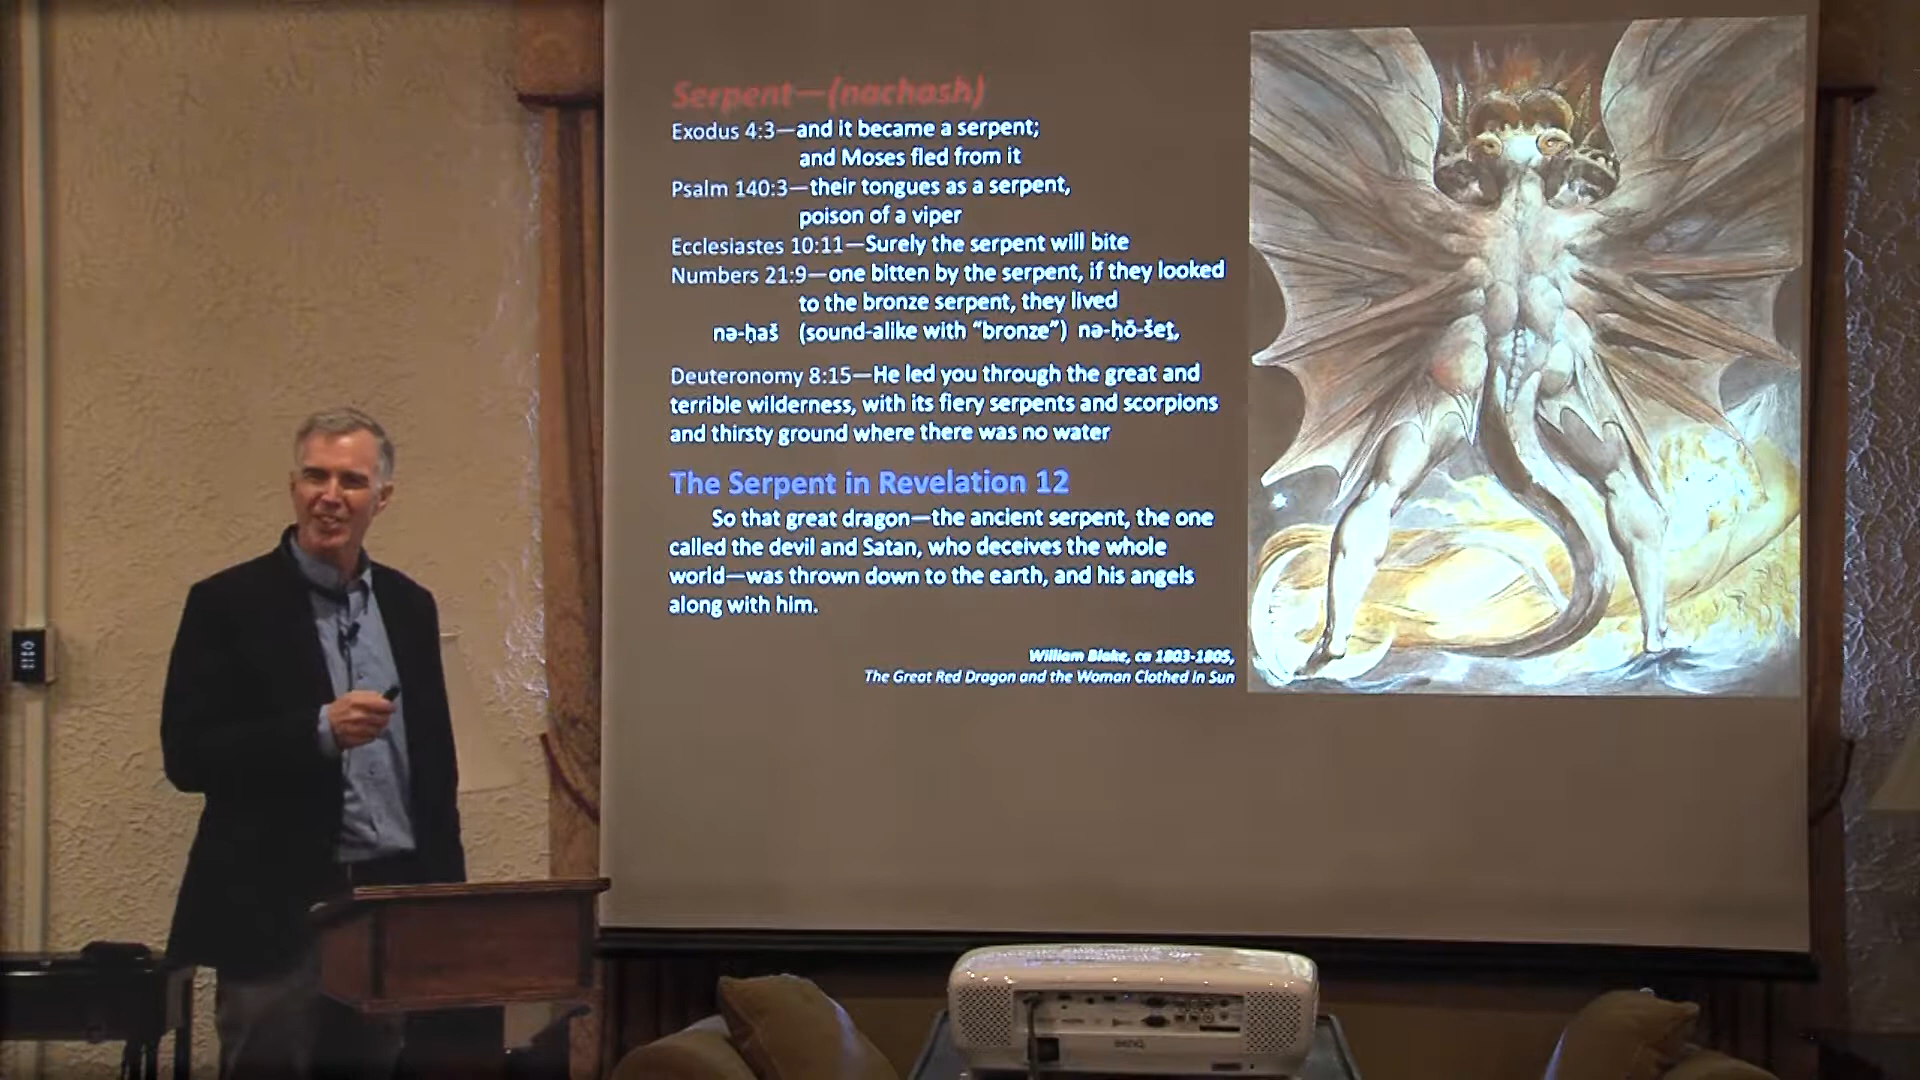 Serpent—(nachash)
Exodus 4:3—and it became a serpent;
and Moses fled from it
Psalm 140:3—their tongues as a serpent,
poison of a viper
Ecclesiastes 10:11—Surely the serpent will bite
Numbers 21:9—one bitten by the serpent, if they looked
to the bronze serpent, they lived
nə-ḥaš (sound-alike with “bronze”) nə-ḥō-šeṯ,
Deuteronomy 8:15—He led you through the great and
terrible wilderness, with its fiery serpents and scorpions
and thirsty ground where there was no water
The Serpent in Revelation 12
So that great dragon—the ancient serpent, the one
called the devil and Satan, who deceives the whole
world—was thrown down to the earth, and his angels
along with him.
William Blake, ca 1803-1805,
The Great Red Dragon and the Woman Clothed in Sun
BenQ